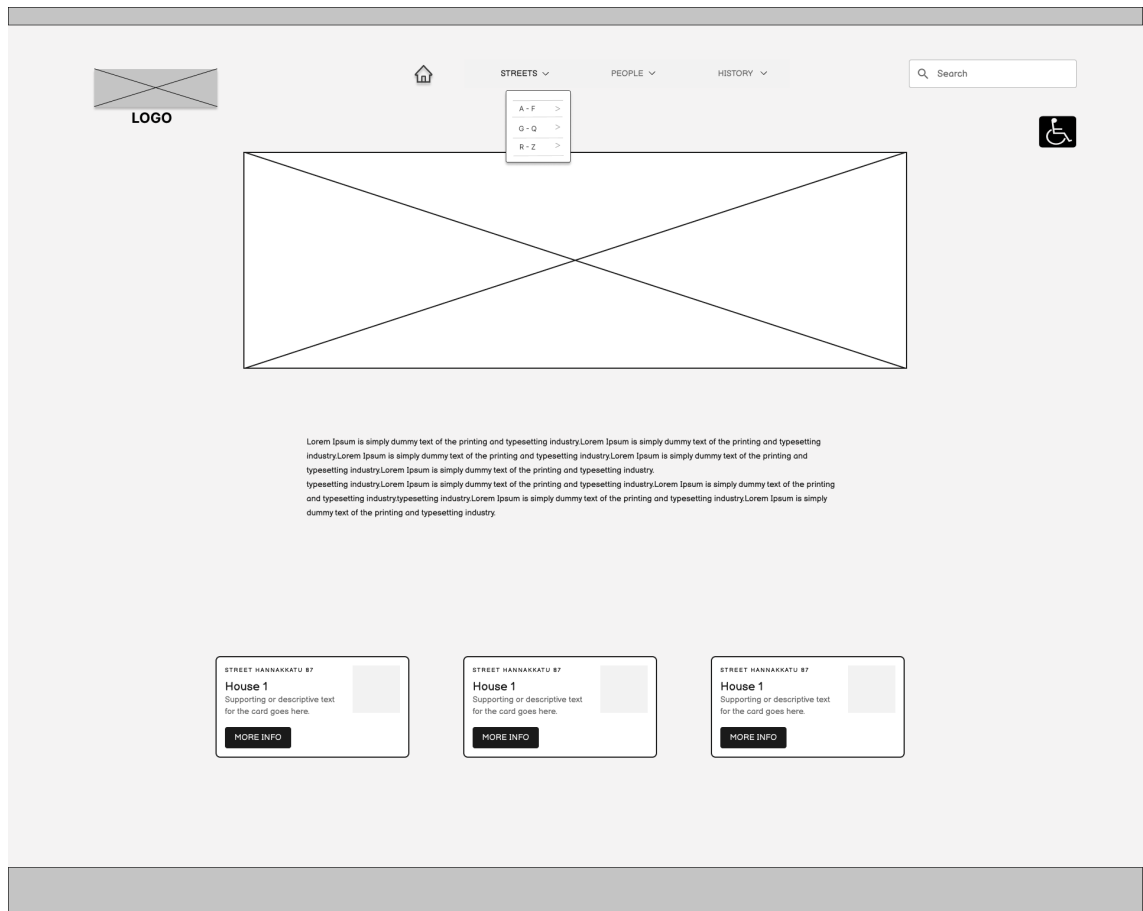 LOGO
STREETS
PEOPLE
HISTORY
Search
A - F >
G - Q >
R - Z >
Lorem Ipsum is simply dummy text of the printing and typesetting industry.Lorem Ipsum is simply dummy text of the printing and typesetting
industry.Lorem Ipsum is simply dummy text of the printing and typesetting industry.Lorem Ipsum is simply dummy text of the printing and
typesetting industry.Lorem Ipsum is simply dummy text of the printing and typesetting industry.
typesetting industry.Lorem Ipsum is simply dummy text of the printing and typesetting industry.Lorem Ipsum is simply dummy text of the printing
and typesetting industry.typesetting industry.Lorem Ipsum is simply dummy text of the printing and typesetting industry.Lorem Ipsum is simply
dummy text of the printing and typesetting industry.
STREET HANNAKKATU 87
House 1
Supporting or descriptive text
for the card goes here.
MORE INFO
STREET HANNAKKATU 87
House 1
Supporting or descriptive text
for the card goes here.
MORE INFO
STREET HANNAKKATU 87
House 1
Supporting or descriptive text
for the card goes here.
MORE INFO